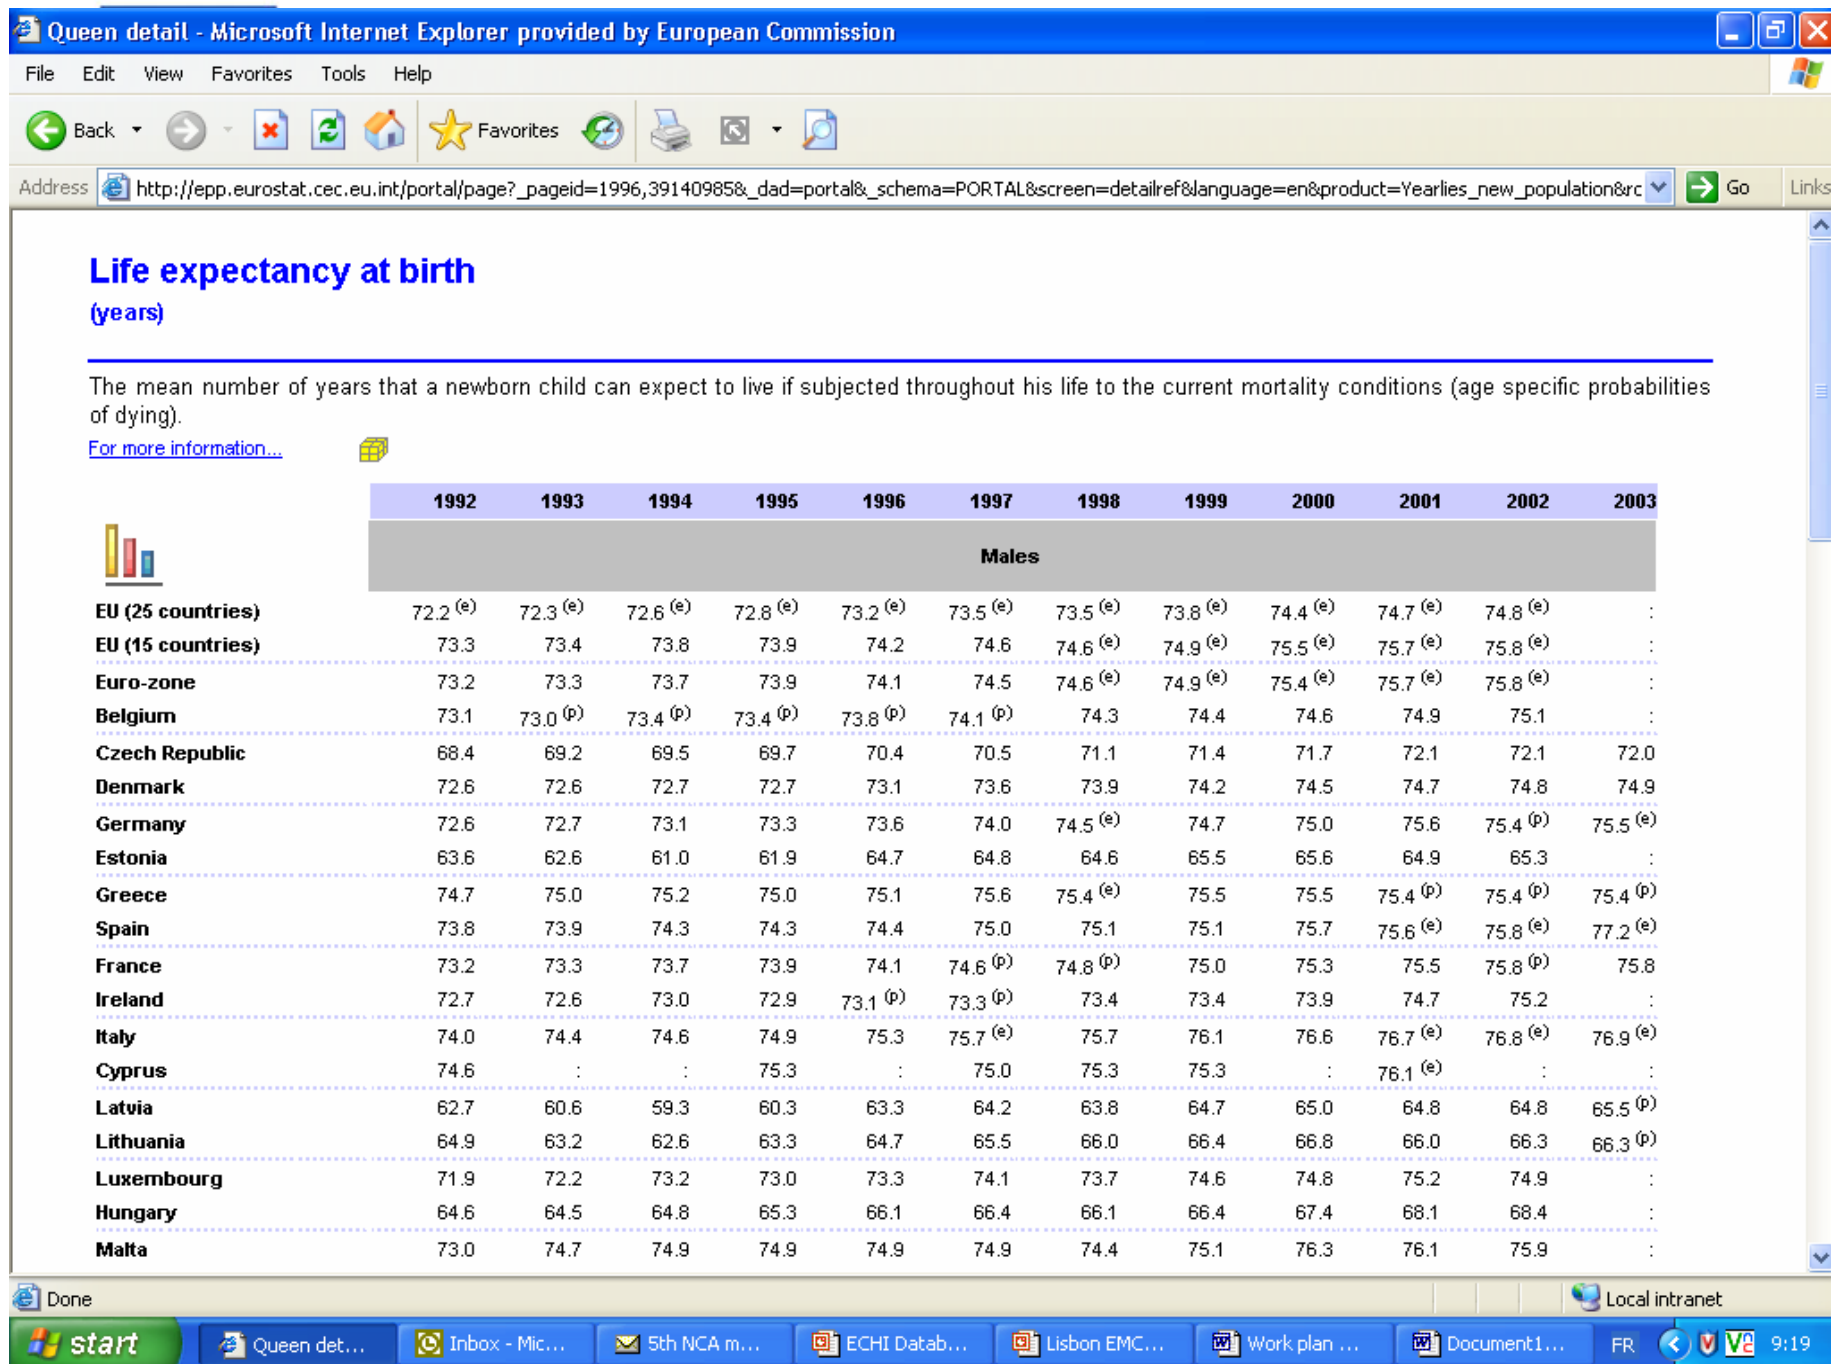 Queen detail - Microsoft Internet Explorer provided by European Commission
File Edit View Favorites Tools Help
Back Favorites
Address http://epp.eurostat.cec.eu.int/portal/page?_pageid=1996,39140985&_dad=portal&_schema=PORTAL&screen=detailref&language=en&product=Yearlies_new_population&rc Go Links
Life expectancy at birth
(years)
The mean number of years that a newborn child can expect to live if subjected throughout his life to the current mortality conditions (age specific probabilities
of dying).
For more information...
1992 1993 1994 1995 1996 1997 1998 1999 2000 2001 2002 2003
Males
EU (25 countries) 72.2 (e) 72.3 (e) 72.6 (e) 72.8 (e) 73.2 (e) 73.5 (e) 73.5 (e) 73.8 (e) 74.4 (e) 74.7 (e) 74.8 (e) :
EU (15 countries) 73.3 73.4 73.8 73.9 74.2 74.6 74.6 (e) 74.9 (e) 75.5 (e) 75.7 (e) 75.8 (e) :
Euro-zone 73.2 73.3 73.7 73.9 74.1 74.5 74.6 (e) 74.9 (e) 75.4 (e) 75.7 (e) 75.8 (e) :
Belgium 73.1 73.0 (p) 73.4 (p) 73.4 (p) 73.8 (p) 74.1 (p) 74.3 74.4 74.6 74.9 75.1 :
Czech Republic 68.4 69.2 69.5 69.7 70.4 70.5 71.1 71.4 71.7 72.1 72.1 72.0
Denmark 72.6 72.6 72.7 72.7 73.1 73.6 73.9 74.2 74.5 74.7 74.8 74.9
Germany 72.6 72.7 73.1 73.3 73.6 74.0 74.5 (e) 74.7 75.0 75.6 75.4 (p) 75.5 (e)
Estonia 63.6 62.6 61.0 61.9 64.7 64.8 64.6 65.5 65.6 64.9 65.3 :
Greece 74.7 75.0 75.2 75.0 75.1 75.6 75.4 (e) 75.5 75.5 75.4 (p) 75.4 (p) 75.4 (p)
Spain 73.8 73.9 74.3 74.3 74.4 75.0 75.1 75.1 75.7 75.6 (e) 75.8 (e) 77.2 (e)
France 73.2 73.3 73.7 73.9 74.1 74.6 (p) 74.8 (p) 75.0 75.3 75.5 75.8 (p) 75.8
Ireland 72.7 72.6 73.0 72.9 73.1 (p) 73.3 (p) 73.4 73.4 73.9 74.7 75.2 :
Italy 74.0 74.4 74.6 74.9 75.3 75.7 (e) 75.7 76.1 76.6 76.7 (e) 76.8 (e) 76.9 (e)
Cyprus 74.6 : : 75.3 : 75.0 75.3 75.3 : 76.1 (e) : :
Latvia 62.7 60.6 59.3 60.3 63.3 64.2 63.8 64.7 65.0 64.8 64.8 65.5 (p)
Lithuania 64.9 63.2 62.6 63.3 64.7 65.5 66.0 66.4 66.8 66.0 66.3 66.3 (p)
Luxembourg 71.9 72.2 73.2 73.0 73.3 74.1 73.7 74.6 74.8 75.2 74.9 :
Hungary 64.6 64.5 64.8 65.3 66.1 66.4 66.1 66.4 67.4 68.1 68.4 :
Malta 73.0 74.7 74.9 74.9 74.9 74.9 74.4 75.1 76.3 76.1 75.9 :
Done Local intranet
start Queen det... Inbox - Mic... 5th NCA m... ECHI Datab... Lisbon EMC... Work plan ... Document1... FR 9:19